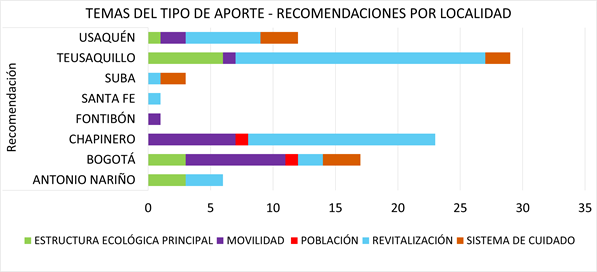 TEMAS DEL TIPO DE APORTE - RECOMENDACIONES POR LOCALIDAD
Recomendación
USAQUÉN
TEUSAQUILLO
SUBA
SANTA FE
FONTIBÓN
CHAPINERO
BOGOTÁ
ANTONIO NARIÑO
0 5 10 15 20 25 30 35
ESTRUCTURA ECOLÓGICA PRINCIPAL MOVILIDAD POBLACIÓN REVITALIZACIÓN SISTEMA DE CUIDADO